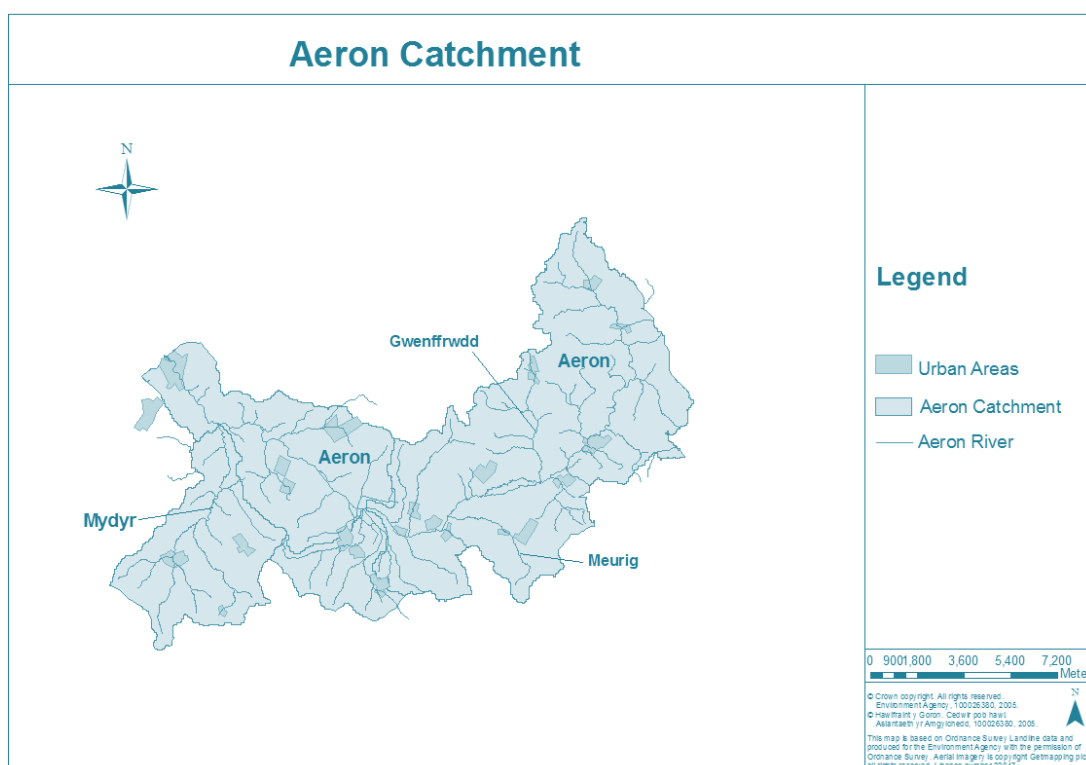 Aeron Catchment
N
Gwenffrwdd
Aeron
Aeron
Mydyr
Meurig
Legend
Urban Areas
Aeron Catchment
Aeron River
0 900 1,800 3,600 5,400 7,200
Mete
N
© Crown copyright. All rights reserved.
Environment Agency, 100026380, 2005.
© Hawlfraint y Goron. Cedwir pob hawl.
Asiantaeth yr Amgylchedd, 100026380, 2005.
This map is based on Ordnance Survey Landline data and
produced for the Environment Agency with the permission of
Ordnance Survey. Aerial Imagery is copyright Getmapping plc